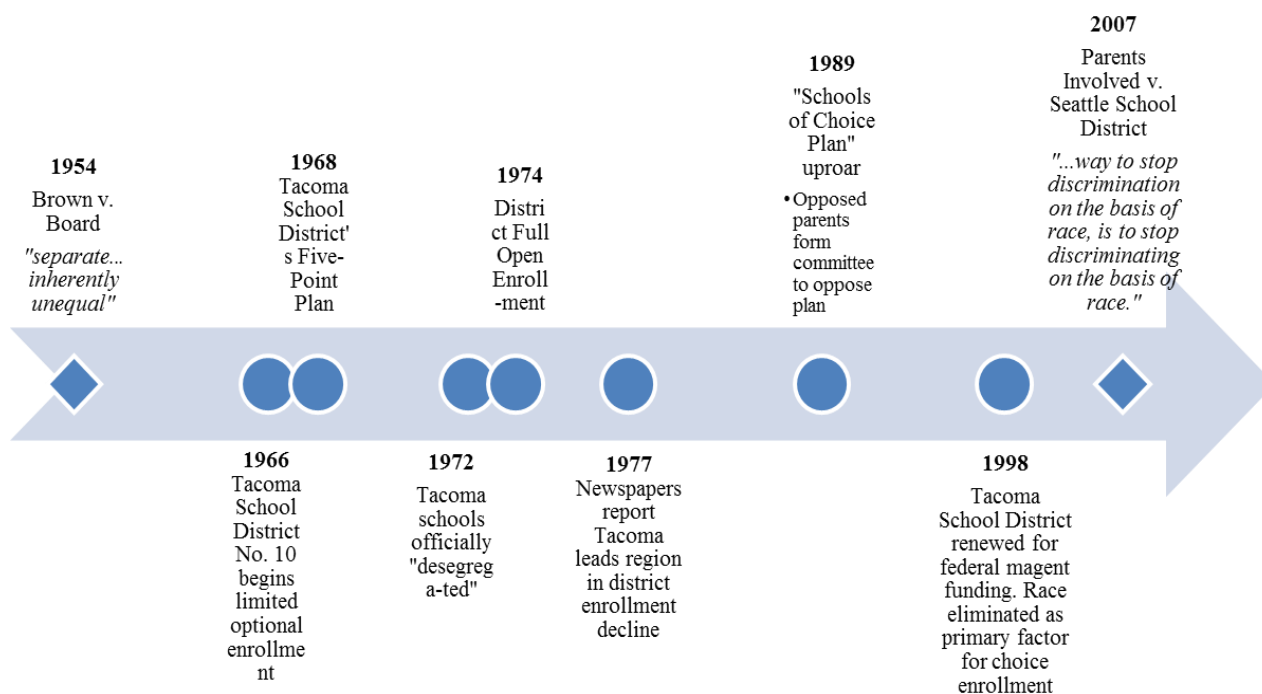 1954
Brown v.
Board
"separate...
inherently
unequal"
1968
Tacoma
School
District'
s Five-
Point
Plan
1974
Distri
ct Full
Open
Enroll
-ment
1989
"Schools
of Choice
Plan"
uproar
•Opposed
parents
form
committee
to oppose
plan
2007
Parents
Involved v.
Seattle School
District
"...way to stop
discrimination
on the basis of
race, is to stop
discriminating
on the basis of
race."
1966
Tacoma
School
District
No. 10
begins
limited
optional
enrollme
nt
1972
Tacoma
schools
officially
"desegreg
a-ted"
1977
Newspapers
report
Tacoma
leads region
in district
enrollment
decline
1998
Tacoma
School District
renewed for
federal magent
funding. Race
eliminated as
primary factor
for choice
enrollment